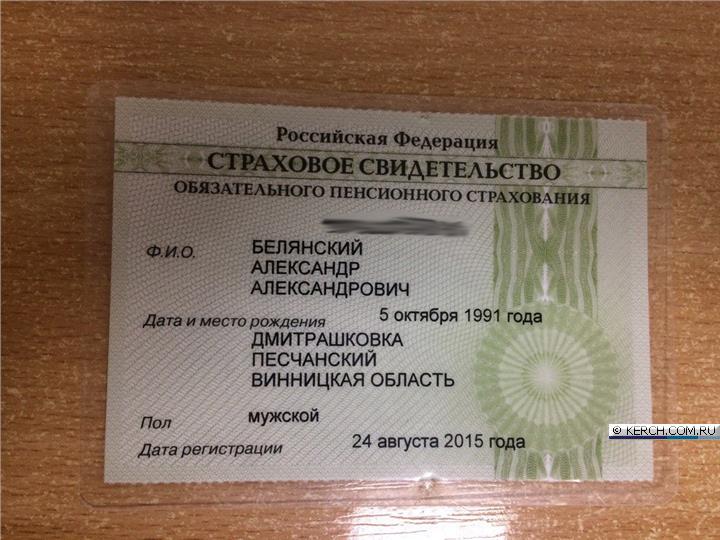 Российская Федерация
СТРАХОВОЕ СВИДЕТЕЛЬСТВО
ОБЯЗАТЕЛЬНОГО ПЕНСИОННОГО СТРАХОВАНИЯ
Ф.И.О. БЕЛЯНСКИЙ
АЛЕКСАНДР
АЛЕКСАНДРОВИЧ
Дата и место рождения 5 октября 1991 года
ДМИТРАШКОВКА
ПЕСЧАНСКИЙ
ВИННИЦКАЯ ОБЛАСТЬ
Пол мужской
Дата регистрации 24 августа 2015 года
© KERCH.COM.RU